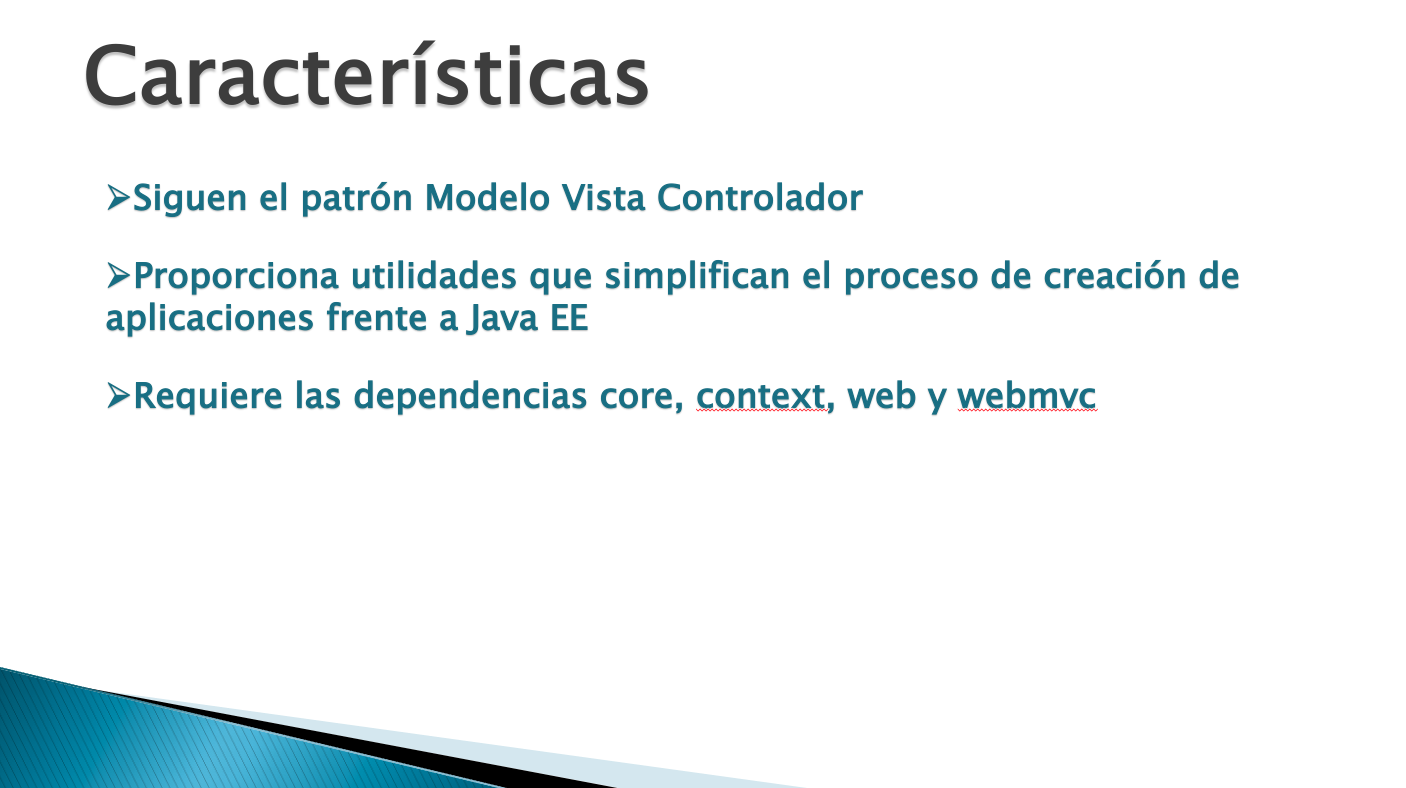 Características
➢Siguen el patrón Modelo Vista Controlador
➢Proporciona utilidades que simplifican el proceso de creación de
aplicaciones frente a Java EE
➢Requiere las dependencias core, context, web y webmvc